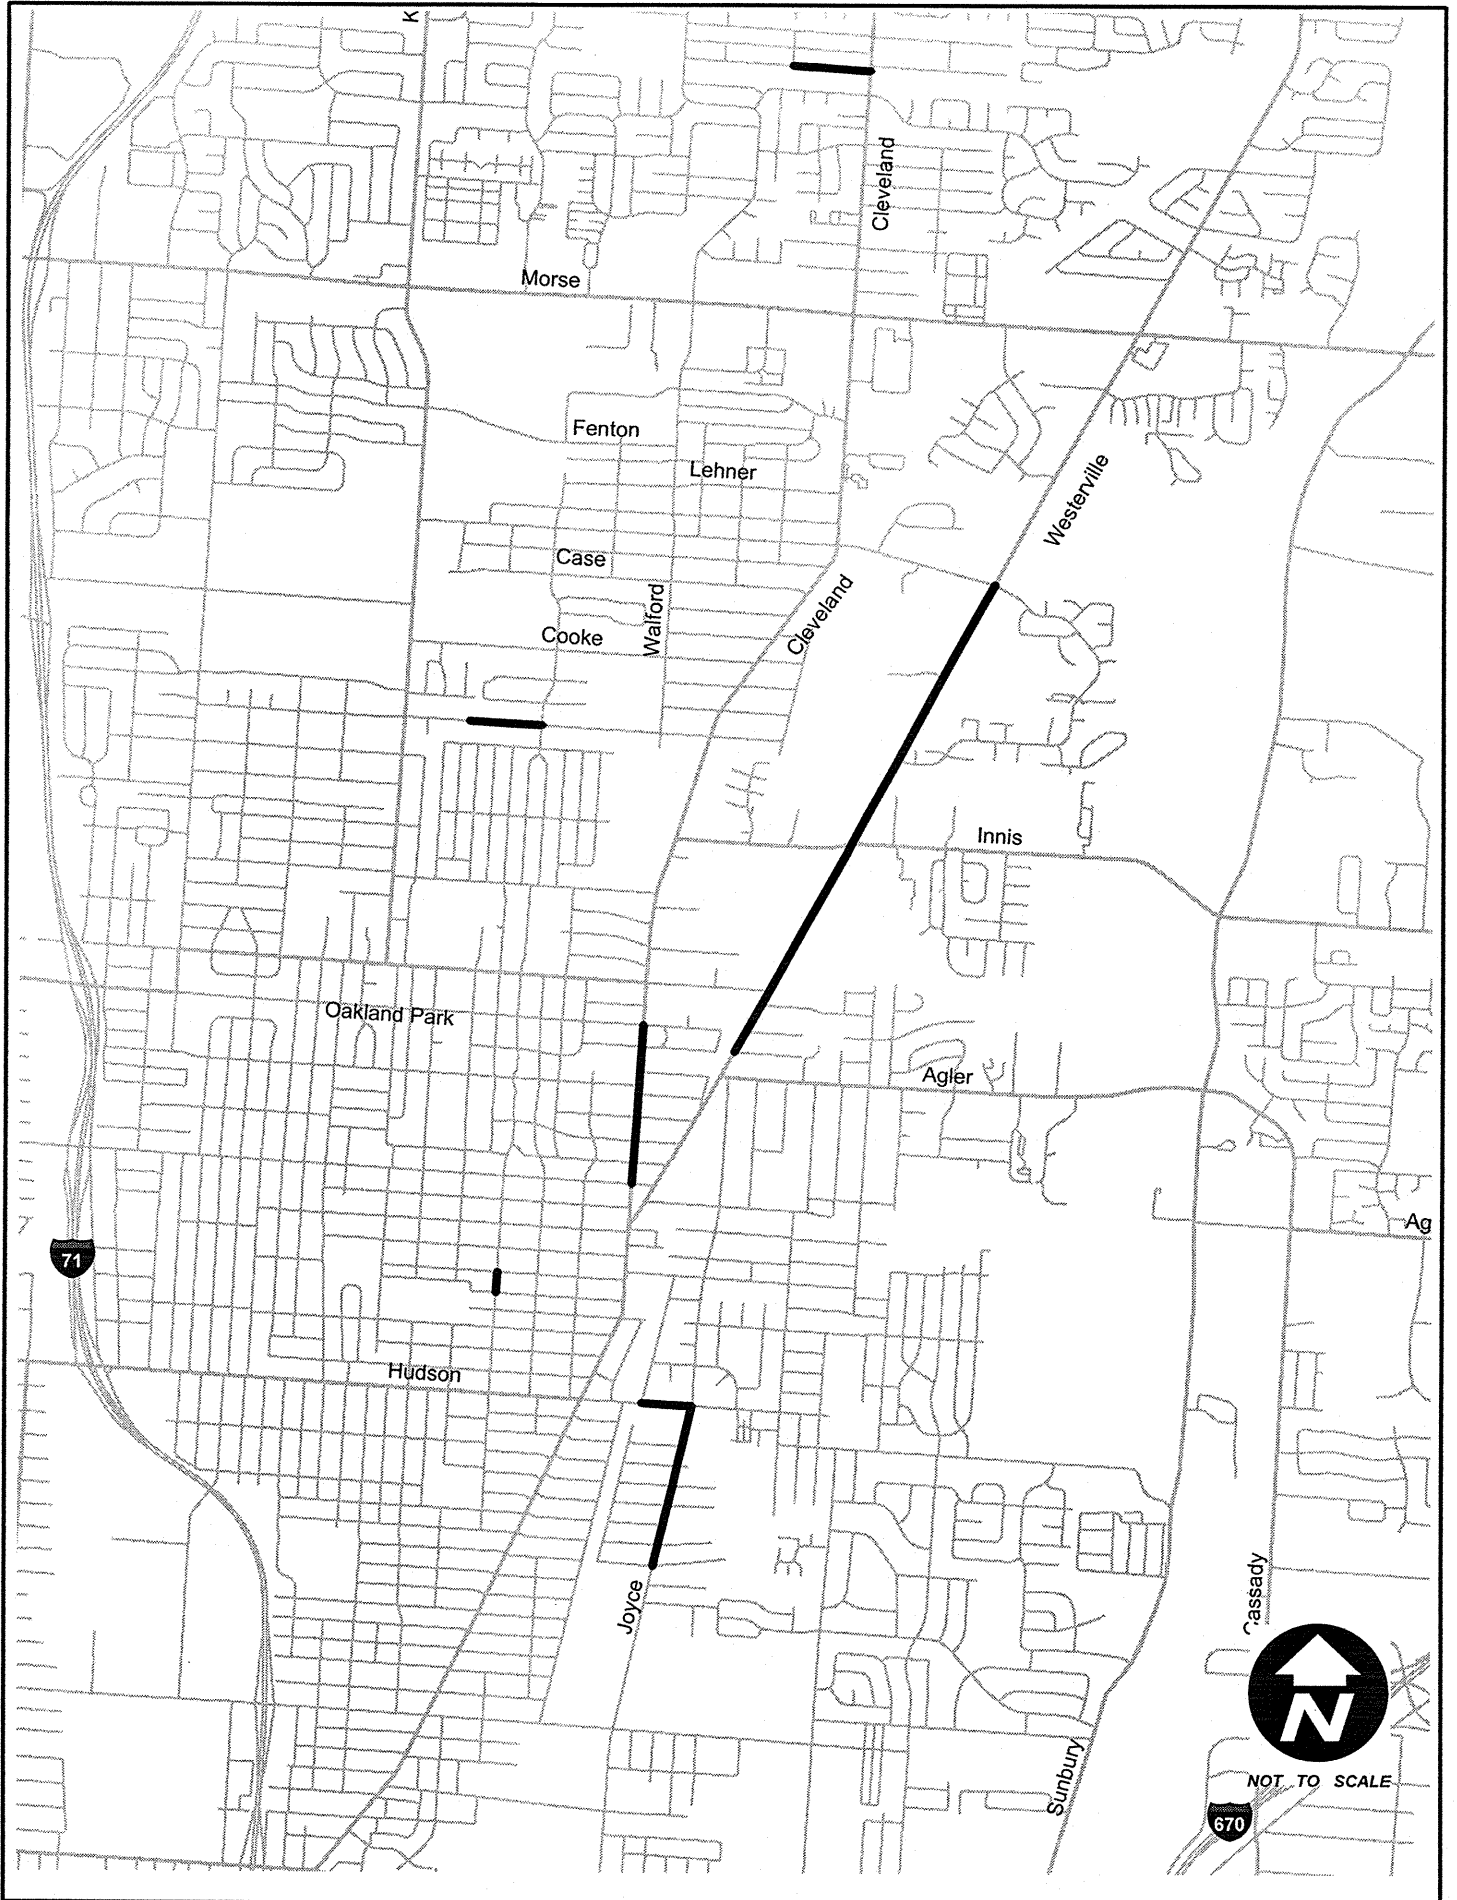 K
Cleveland
Morse
Fenton
Lehner
Westerville
Case
Walford
Cleveland
Cooke
Innis
Oakland Park
Agler
Ag
71
Hudson
Joyce
Cassady
N
Sunbury
NOT TO SCALE
670